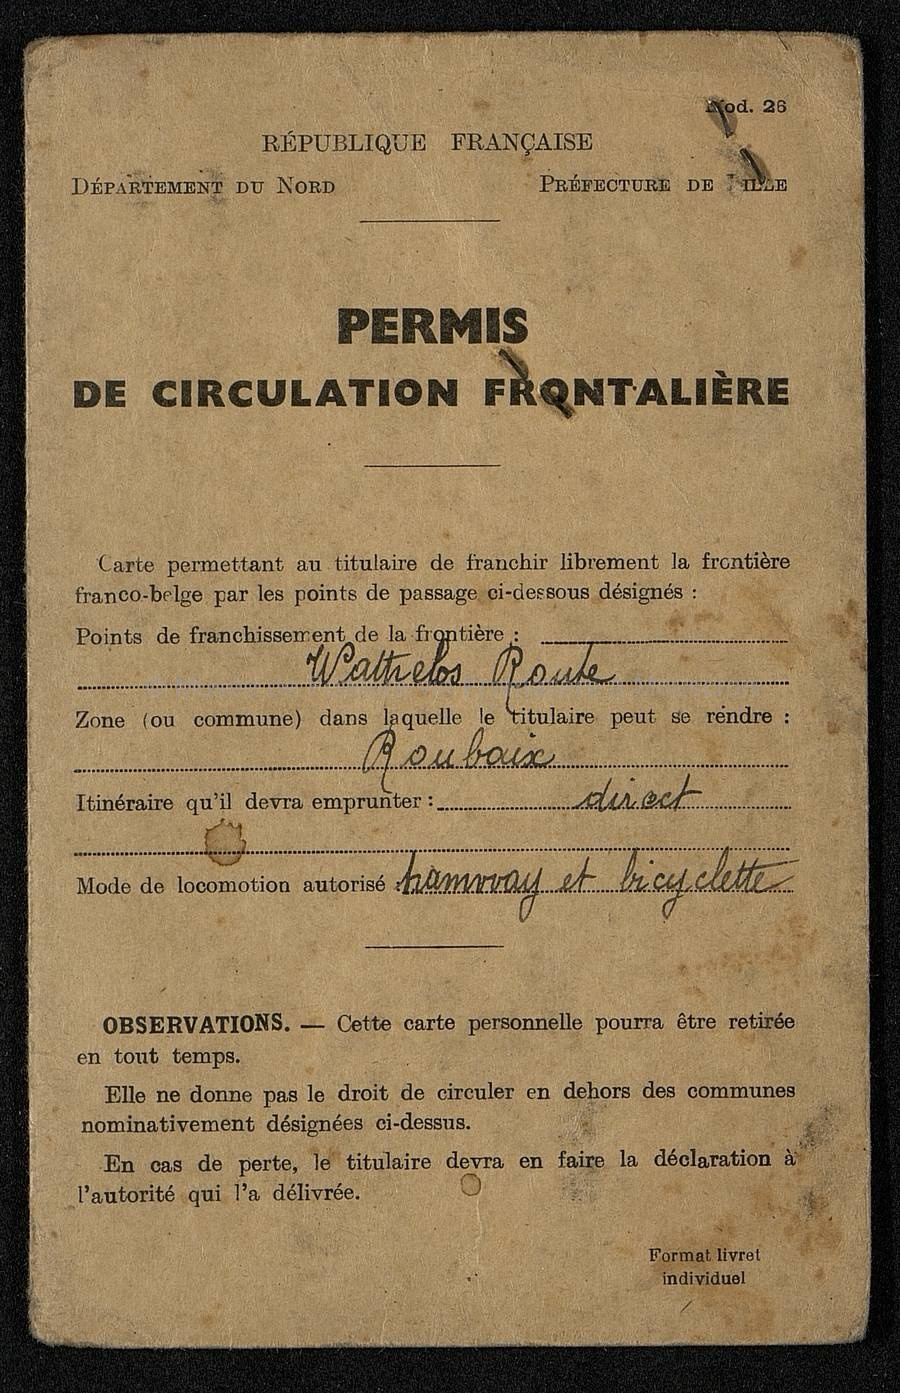 Mod. 26
RÉPUBLIQUE FRANÇAISE
DÉPARTEMENT DU NORD PRÉFECTURE DE LILLE
PERMIS
DE CIRCULATION FRONTALIÈRE
Carte permettant au titulaire de franchir librement la frontière
franco-belge par les points de passage ci-dessous désignés :
Points de franchissement de la frontière :
Wattrelos Route
Zone (ou commune) dans laquelle le titulaire peut se rendre :
Roubaix
Itinéraire qu'il devra emprunter : direct
Mode de locomotion autorisé : tramway et bicyclette
OBSERVATIONS. — Cette carte personnelle pourra être retirée
en tout temps.
Elle ne donne pas le droit de circuler en dehors des communes
nominativement désignées ci-dessus.
En cas de perte, le titulaire devra en faire la déclaration à
l'autorité qui l'a délivrée.
Format livret
individuel